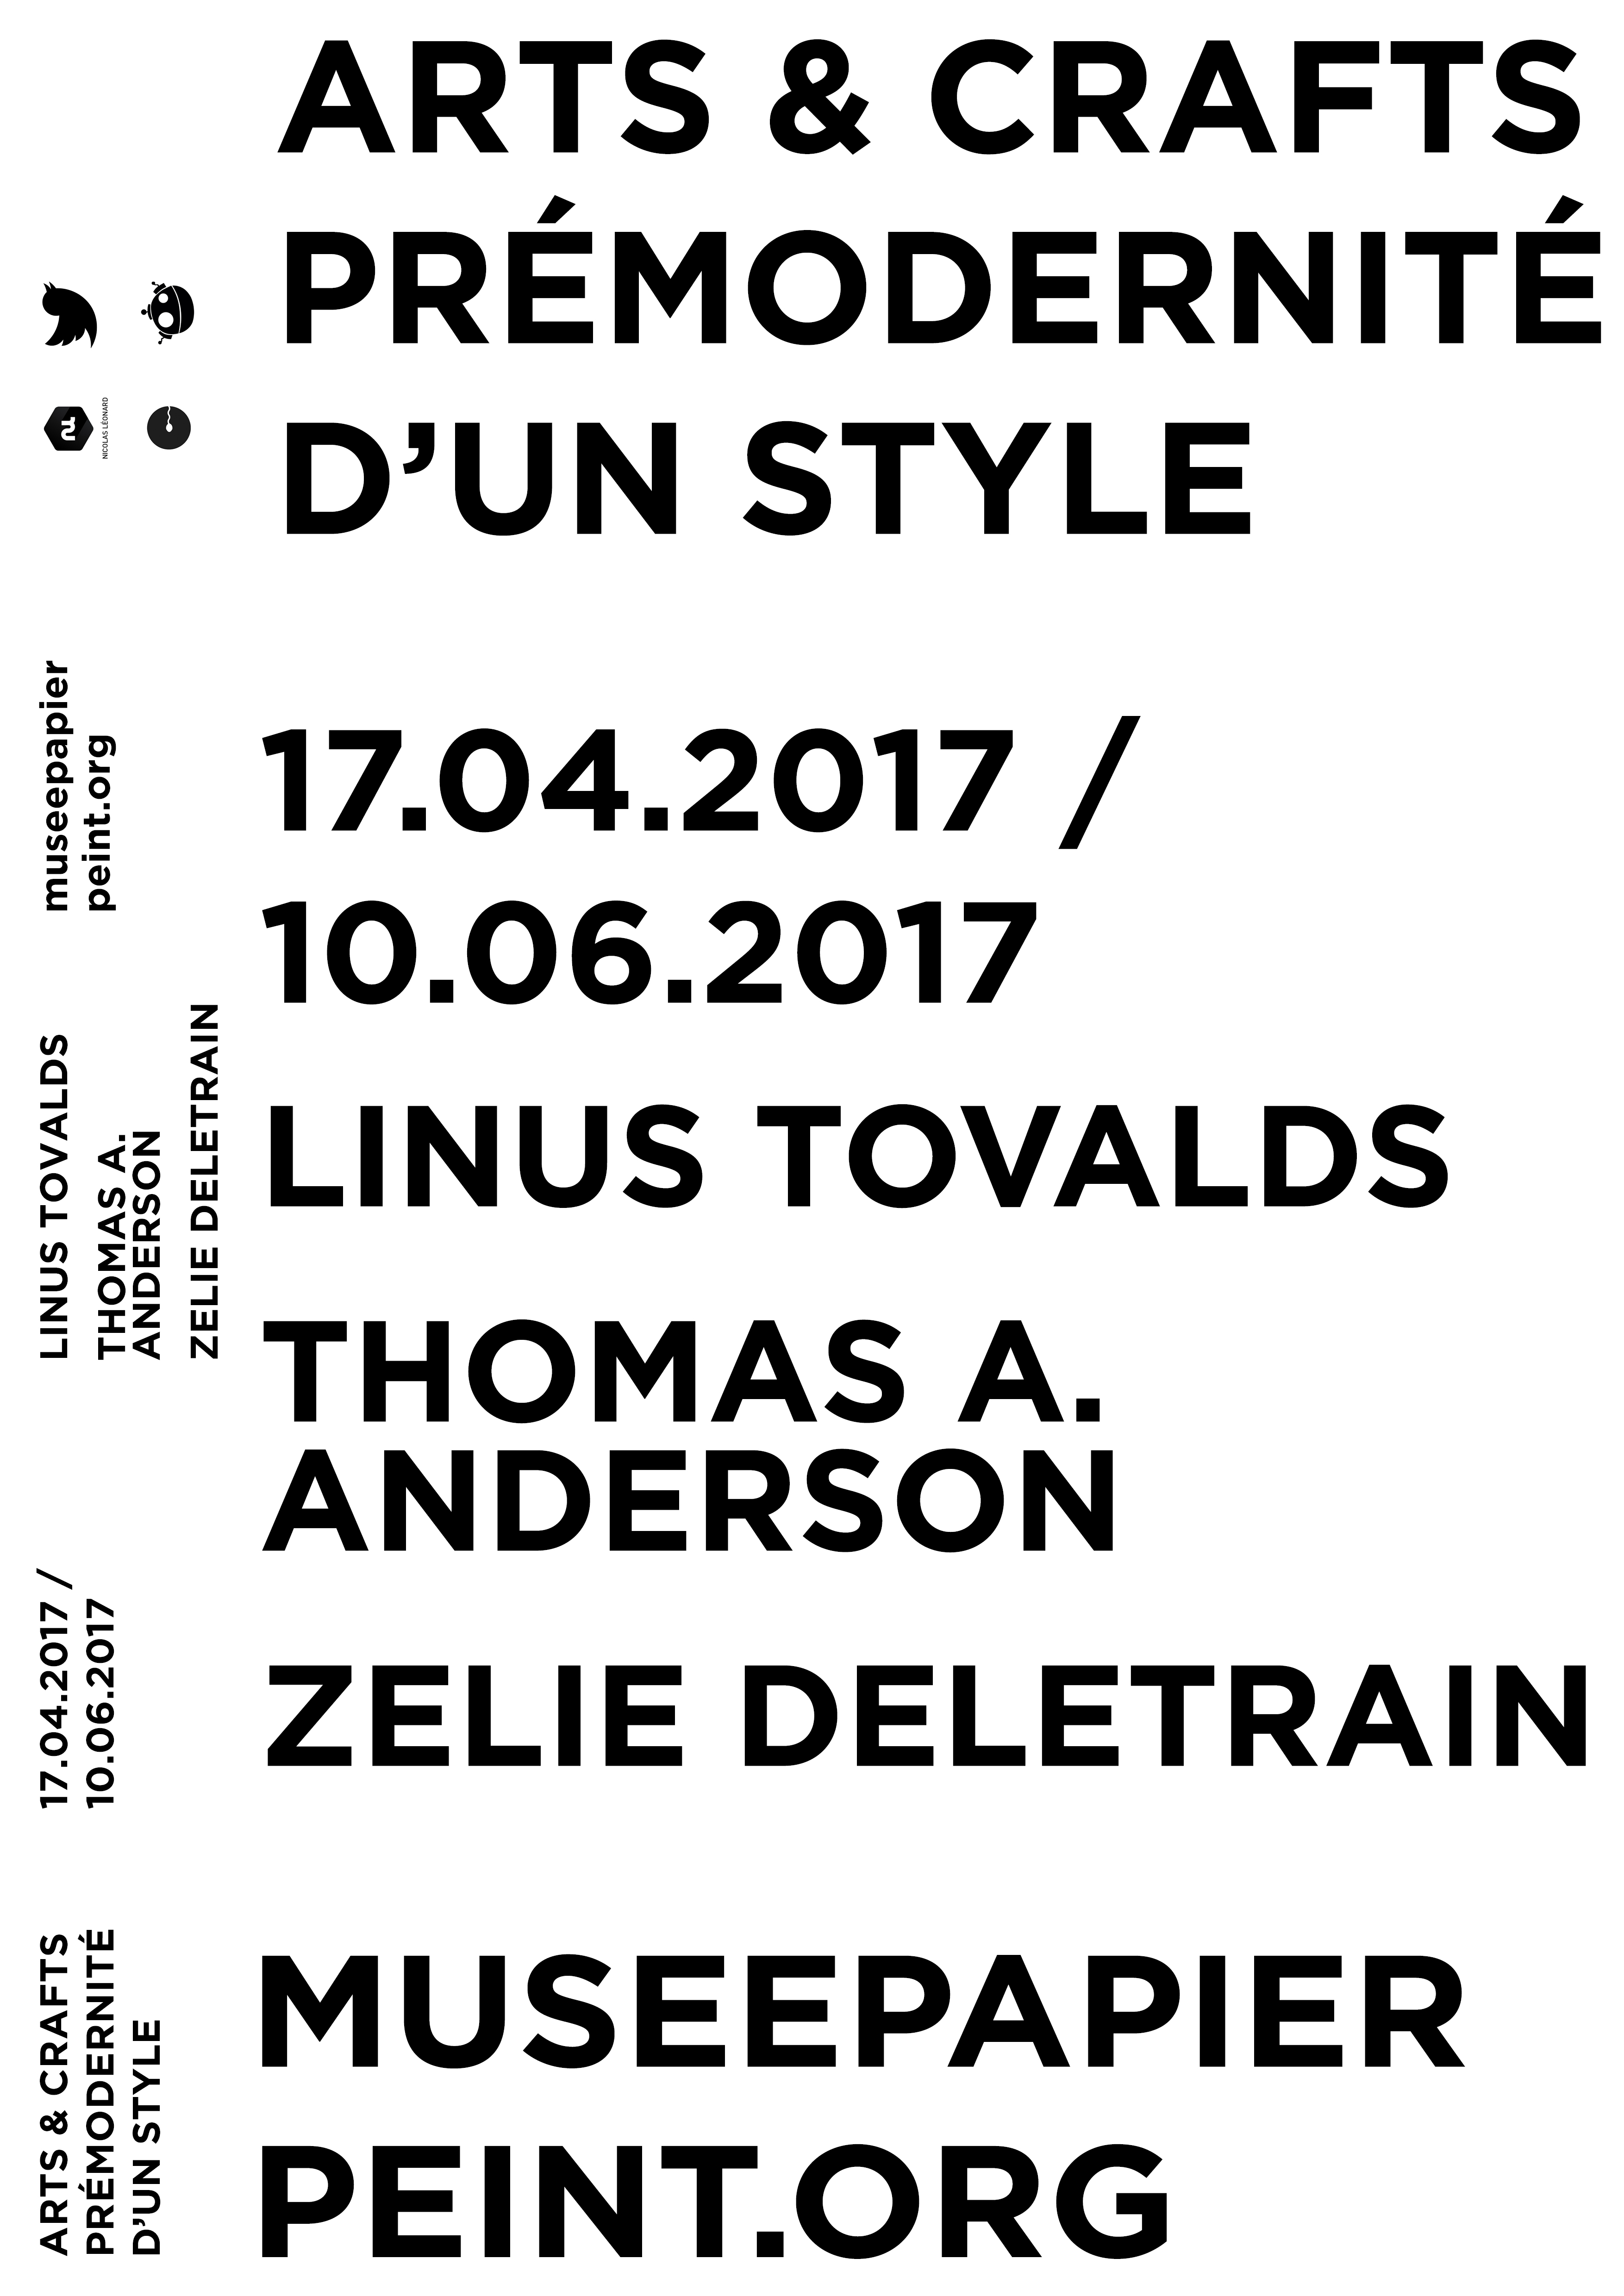 ARTS & CRAFTS
PRÉMODERNITÉ
D’UN STYLE
17.04.2017 /
10.06.2017
LINUS TOVALDS
THOMAS A.
ANDERSON
ZELIE DELETRAIN
MUSEEPAPIER
PEINT.ORG
ARTS & CRAFTS
PRÉMODERNITÉ
D’UN STYLE
17.04.2017 /
10.06.2017
LINUS TOVALDS
THOMAS A.
ANDERSON
ZELIE DELETRAIN
museepapier
peint.org
NICOLAS LÉONARD